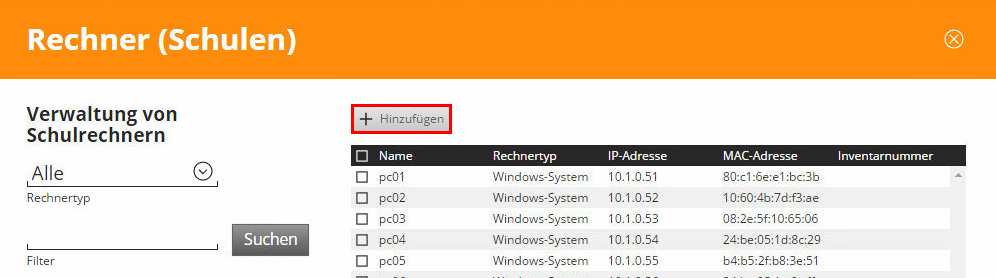 Rechner (Schulen)
Verwaltung von
Schulrechnern
Alle
Rechnertyp
Suchen
Filter
Hinzufügen
Name Rechnertyp IP-Adresse MAC-Adresse Inventarnummer
pc01 Windows-System 10.1.0.51 80:c1:6e:e1:bc:3b
pc02 Windows-System 10.1.0.52 10:60:4b:7d:f3:ae
pc03 Windows-System 10.1.0.53 08:2e:5f:10:65:06
pc04 Windows-System 10.1.0.54 24:be:05:1d:8c:29
pc05 Windows-System 10.1.0.55 b4:b5:2f:b8:3e:51